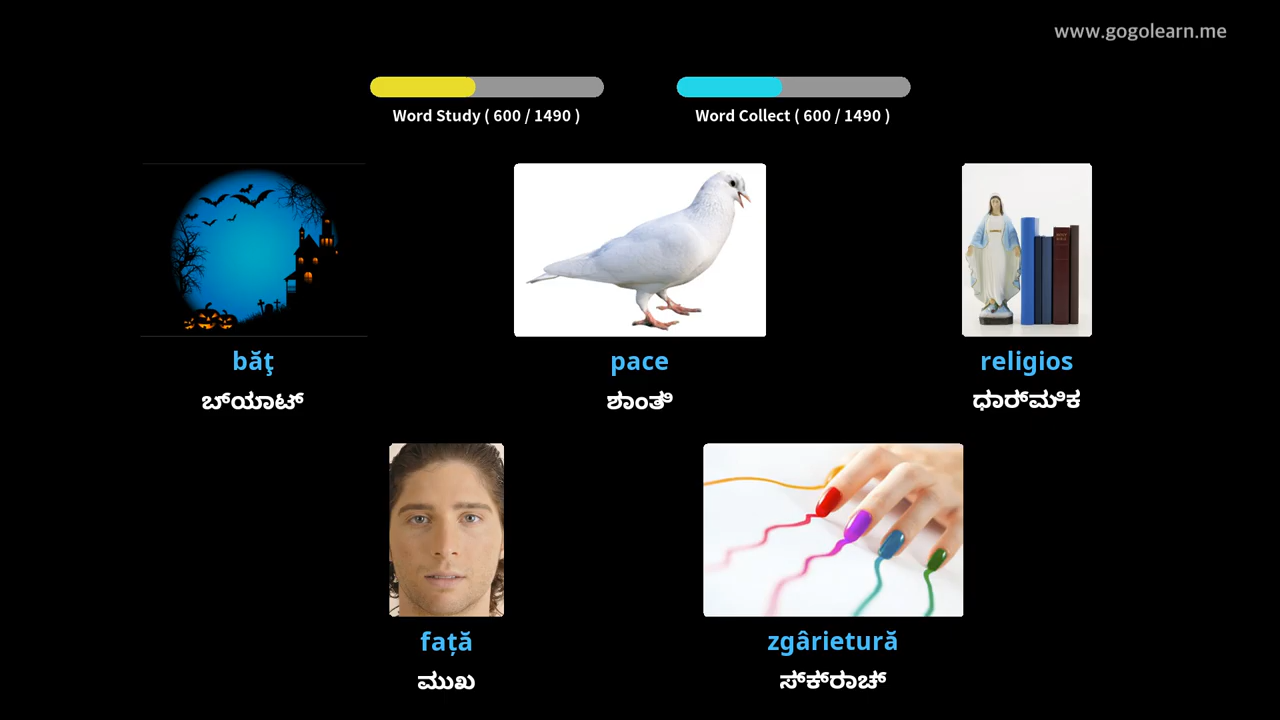 www.gogolearn.me
Word Study ( 600 / 1490 )
Word Collect ( 600 / 1490 )
băţ
ಬ್ಯಾಟ್
pace
ಶಾಂತಿ
religios
ಧಾರ್ಮಿಕ
față
ಮುಖ
zgârietură
ಸ್ಕ್ರಾಚ್